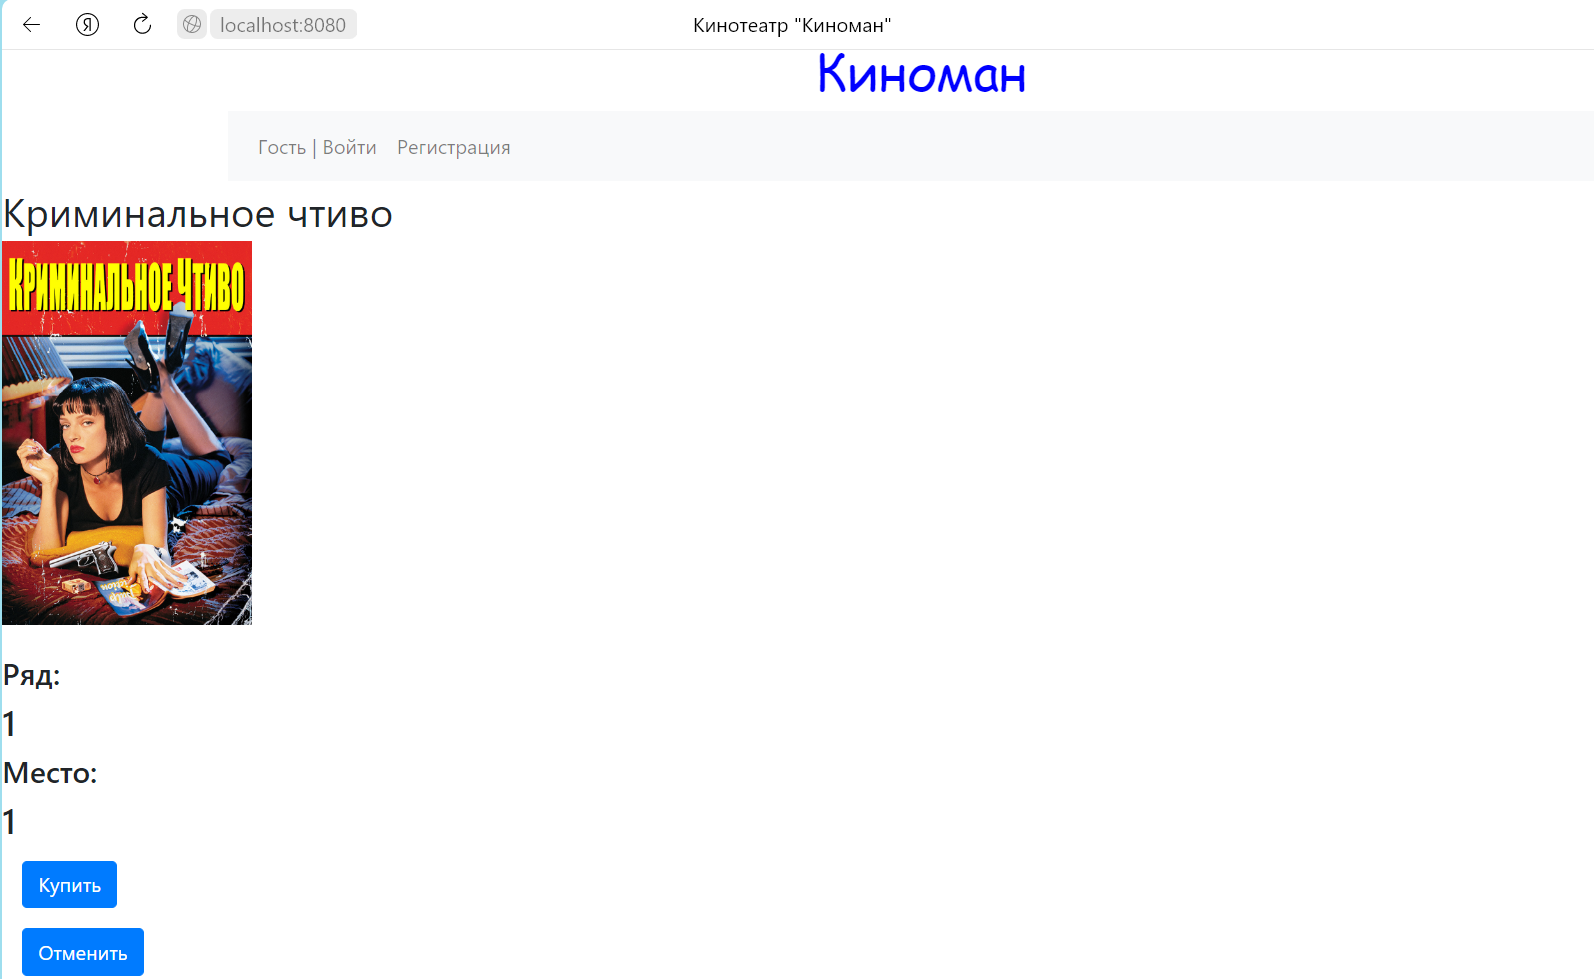 localhost:8080
Кинотеатр "Киноман"
Киноман
Гость | Войти Регистрация
Криминальное чтиво
Криминальное Чтиво
Ряд:
1
Место:
1
Купить
Отменить